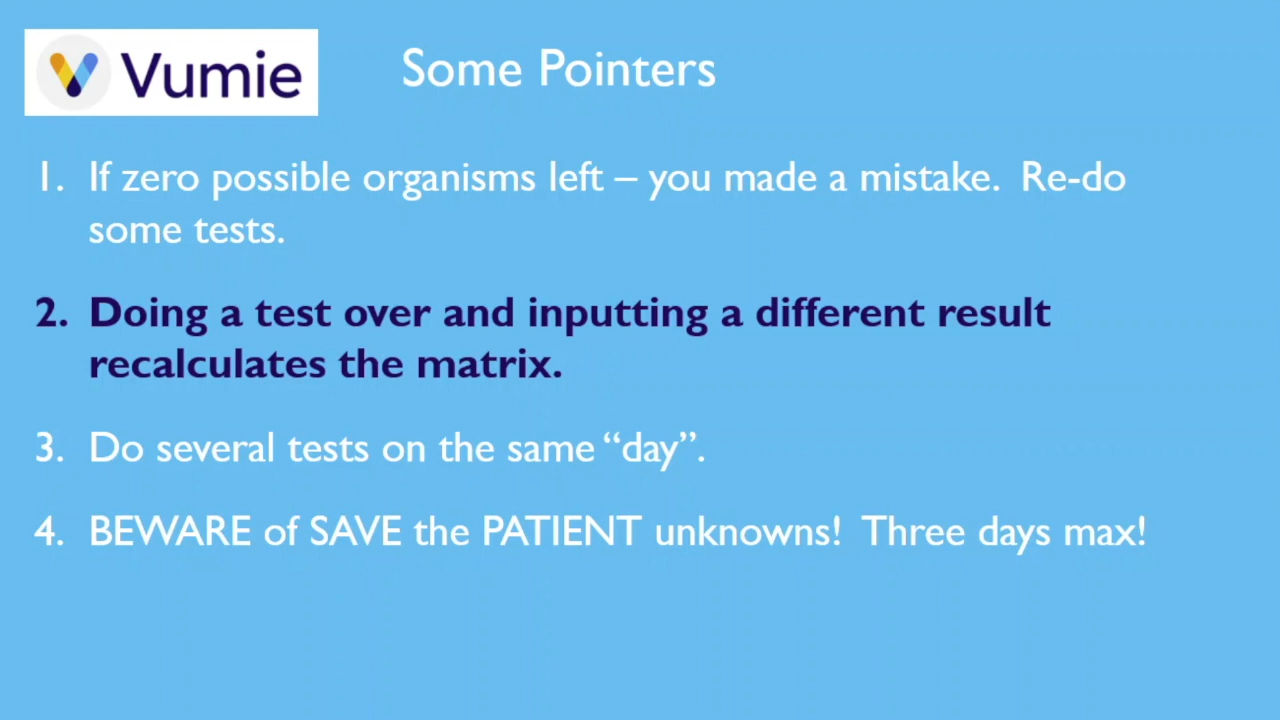 Vumie
Some Pointers
1. If zero possible organisms left – you made a mistake. Re-do
some tests.
2. Doing a test over and inputting a different result
recalculates the matrix.
3. Do several tests on the same “day”.
4. BEWARE of SAVE the PATIENT unknowns! Three days max!